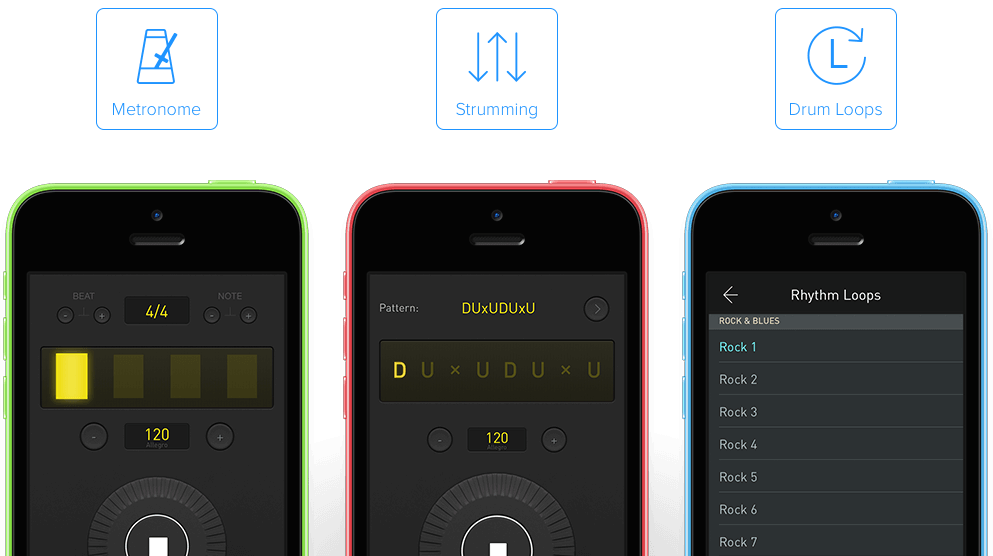 Metronome
Strumming
L
Drum Loops
BEAT
NOTE
- +
4/4
- +
120
Allegro
- +
Pattern:
DUxUDUxU
D U × U D U × U
120
Allegro
- +
Rhythm Loops
ROCK & BLUES
Rock 1
Rock 2
Rock 3
Rock 4
Rock 5
Rock 6
Rock 7